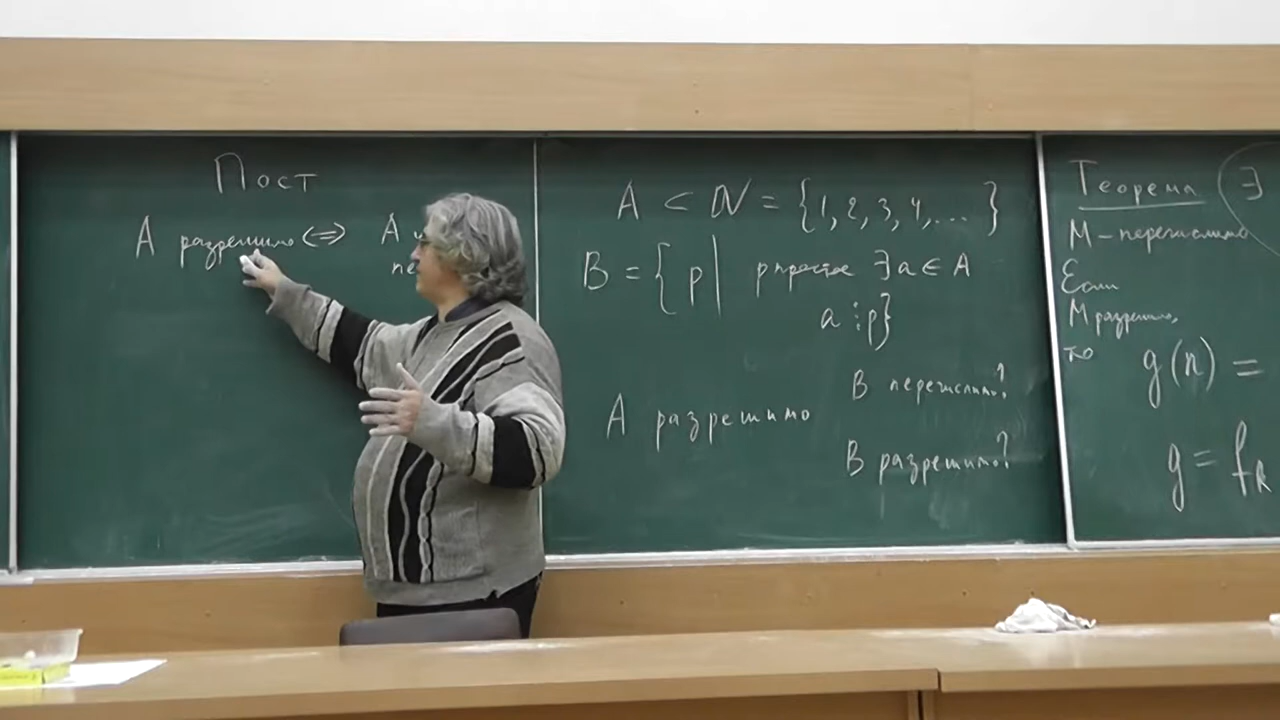 Пост
A разрешимо ⇔ A
A ⊂ ℕ = {1, 2, 3, 4, ... }
B = { p | p простое ∃ a ∈ A
a ⋮ p}
B перечислимо?
A разрешимо
B разрешимо?
Теорема ∃
M – перечислимо
Если
M разрешимо,
то
g(n) =
g = f